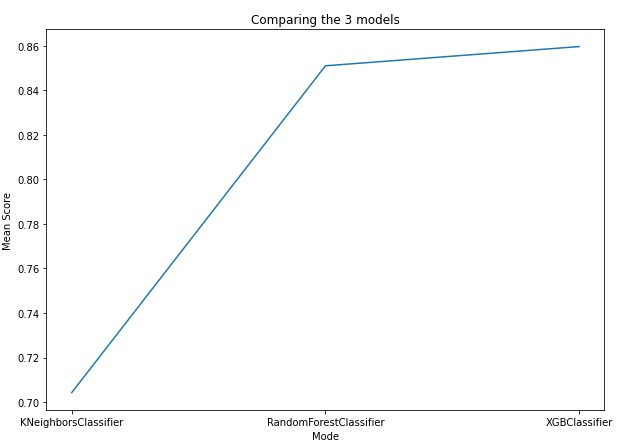 Comparing the 3 models
0.86
0.84
0.82
0.80
0.78
0.76
0.74
0.72
0.70
Mean Score
KNeighborsClassifier
RandomForestClassifier
XGBClassifier
Mode